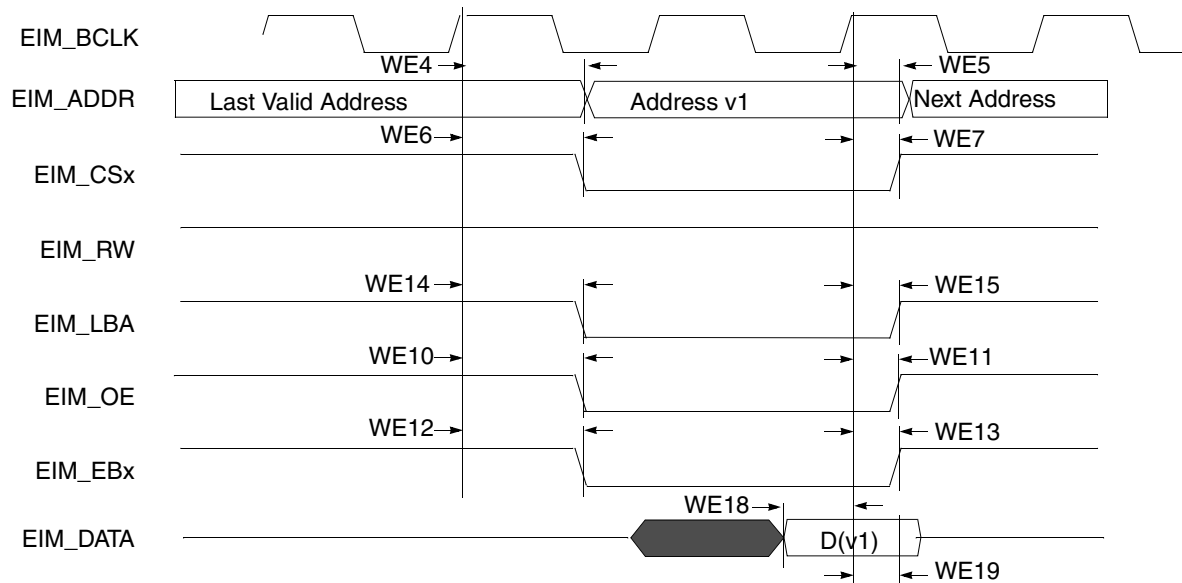 EIM_BCLK
WE4
WE5
EIM_ADDR
Last Valid Address
Address v1
Next Address
WE6
WE7
EIM_CSx
EIM_RW
WE14
WE15
EIM_LBA
WE10
WE11
EIM_OE
WE12
WE13
EIM_EBx
WE18
EIM_DATA
D(v1)
WE19